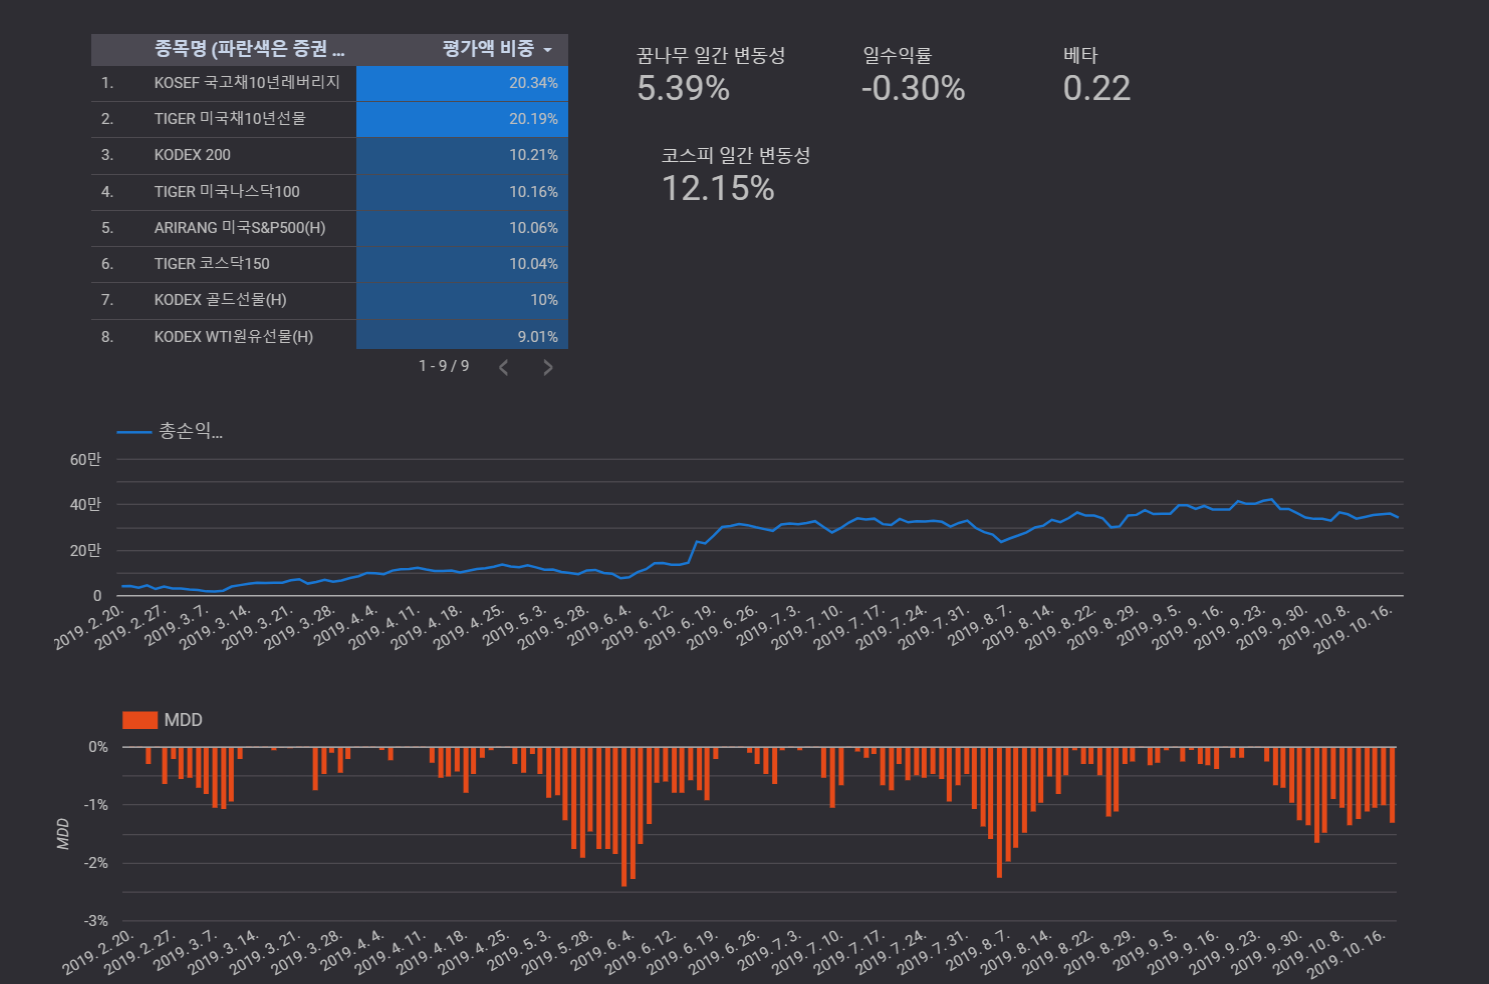 종목명 (파란색은 증권 ... 평가액 비중
1. KOSEF 국고채10년레버리지 20.34%
2. TIGER 미국채10년선물 20.19%
3. KODEX 200 10.21%
4. TIGER 미국나스닥100 10.16%
5. ARIRANG 미국S&P500(H) 10.06%
6. TIGER 코스닥150 10.04%
7. KODEX 골드선물(H) 10%
8. KODEX WTI원유선물(H) 9.01%
1 - 9 / 9
꿈나무 일간 변동성
5.39%
일수익률
-0.30%
베타
0.22
코스피 일간 변동성
12.15%
총손익...
60만
40만
20만
0
2019. 2. 20.
2019. 2. 27.
2019. 3. 7.
2019. 3. 14.
2019. 3. 21.
2019. 3. 28.
2019. 4. 4.
2019. 4. 11.
2019. 4. 18.
2019. 4. 25.
2019. 5. 3.
2019. 5. 28.
2019. 6. 4.
2019. 6. 12.
2019. 6. 19.
2019. 6. 26.
2019. 7. 3.
2019. 7. 10.
2019. 7. 17.
2019. 7. 24.
2019. 7. 31.
2019. 8. 7.
2019. 8. 14.
2019. 8. 22.
2019. 8. 29.
2019. 9. 5.
2019. 9. 16.
2019. 9. 23.
2019. 9. 30.
2019. 10. 8.
2019. 10. 16.
MDD
0%
-1%
-2%
-3%
MDD
2019. 2. 20.
2019. 2. 27.
2019. 3. 7.
2019. 3. 14.
2019. 3. 21.
2019. 3. 28.
2019. 4. 4.
2019. 4. 11.
2019. 4. 18.
2019. 4. 25.
2019. 5. 3.
2019. 5. 28.
2019. 6. 4.
2019. 6. 12.
2019. 6. 19.
2019. 6. 26.
2019. 7. 3.
2019. 7. 10.
2019. 7. 17.
2019. 7. 24.
2019. 7. 31.
2019. 8. 7.
2019. 8. 14.
2019. 8. 22.
2019. 8. 29.
2019. 9. 5.
2019. 9. 16.
2019. 9. 23.
2019. 9. 30.
2019. 10. 8.
2019. 10. 16.